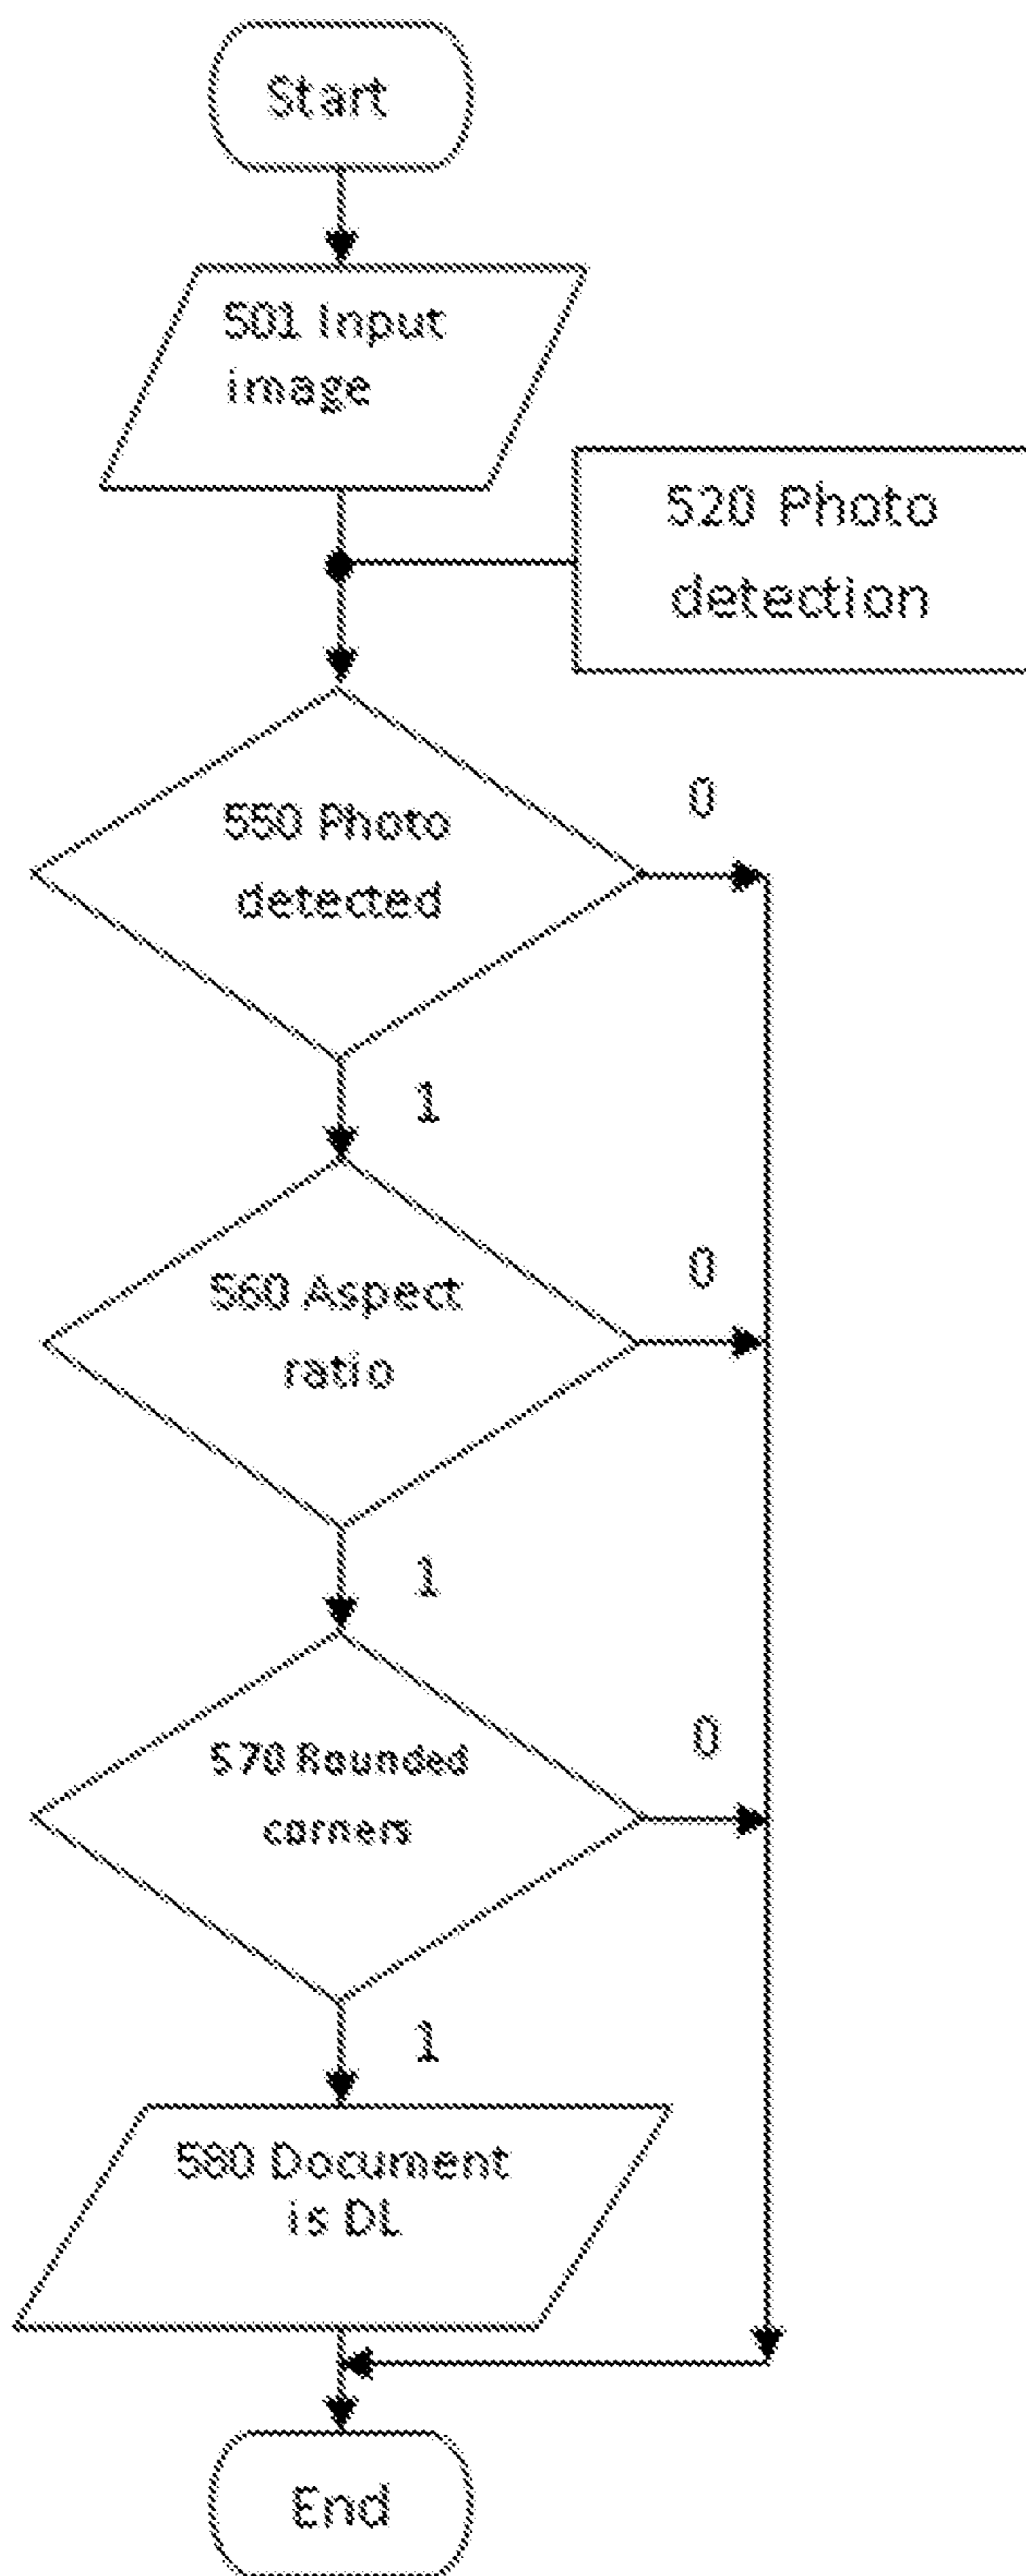 Start
501 Input
image
520 Photo
detection
550 Photo
detected
0
1
560 Aspect
ratio
0
1
570 Rounded
corners
0
1
580 Document
is DL
End